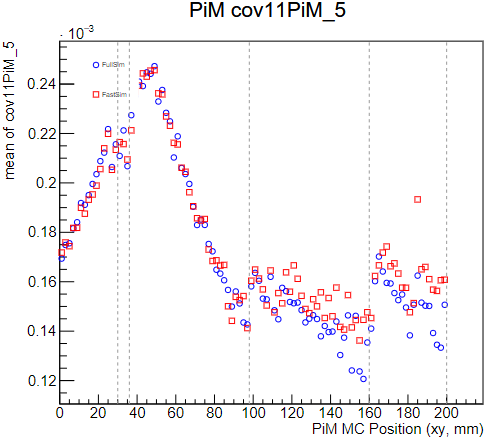 PiM cov11PiM_5
×10⁻³
mean of cov11PiM_5
0.24
0.22
0.2
0.18
0.16
0.14
0.12
FullSim
FastSim
0 20 40 60 80 100 120 140 160 180 200
PiM MC Position (xy, mm)